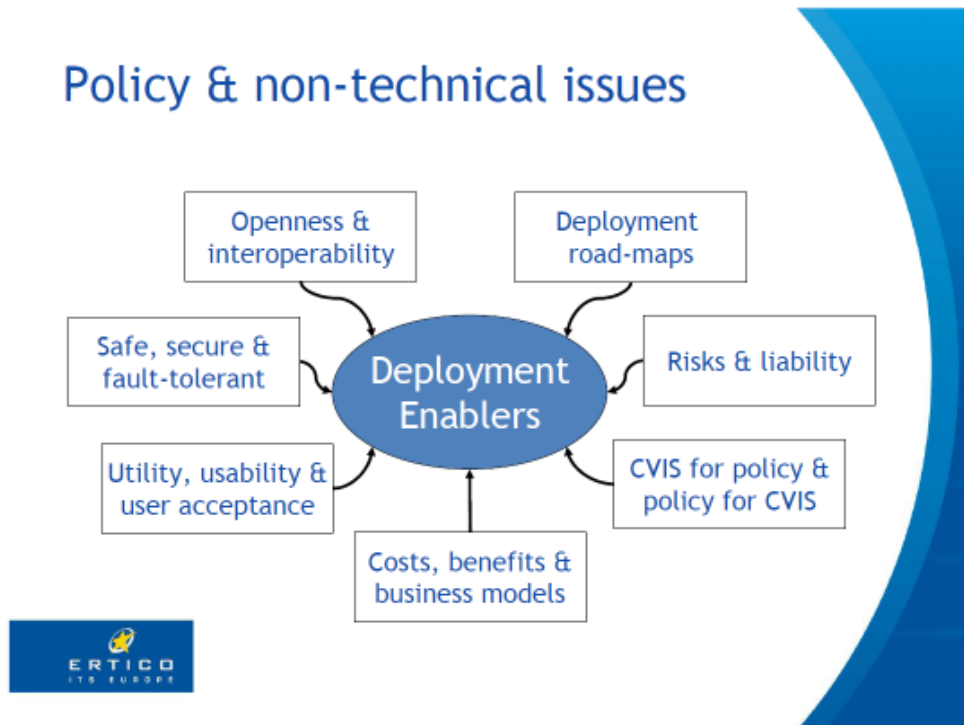 Policy & non-technical issues
Openness &
interoperability
Deployment
road-maps
Safe, secure &
fault-tolerant
Deployment
Enablers
Risks & liability
Utility, usability &
user acceptance
CVIS for policy &
policy for CVIS
Costs, benefits &
business models
ERTICO
ITS EUROPE